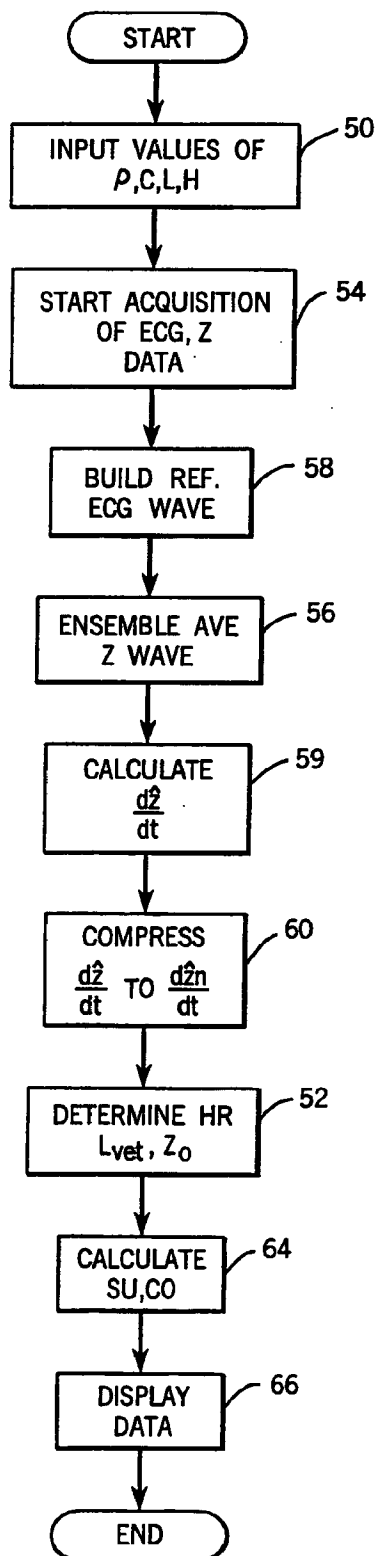 START
INPUT VALUES OF
ρ,C,L,H
50
START ACQUISITION
OF ECG, Z
DATA
54
BUILD REF.
ECG WAVE
58
ENSEMBLE AVE
Z WAVE
56
CALCULATE
dẑ
dt
59
COMPRESS
dẑ TO dẑn
dt dt
60
DETERMINE HR
Lvet, Zo
52
CALCULATE
SU,CO
64
DISPLAY
DATA
66
END